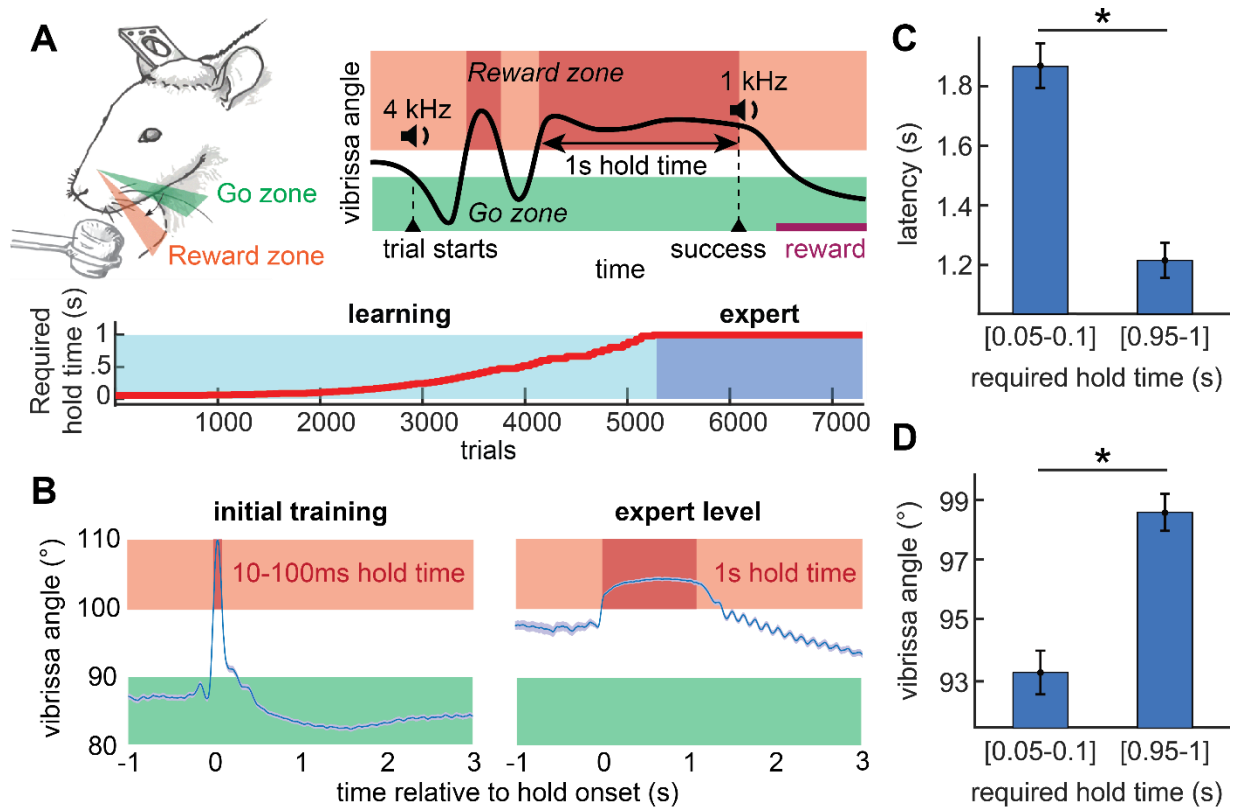 A
Go zone
Reward zone
vibrissa angle
Reward zone
4 kHz
1 kHz
1s hold time
Go zone
trial starts
success
reward
time
learning
expert
Required
hold time (s)
1
.5
0
1000
2000
3000
4000
5000
6000
7000
trials
B
initial training
expert level
vibrissa angle (°)
110
100
90
80
10-100ms hold time
1s hold time
-1
0
1
2
3
-1
0
1
2
3
time relative to hold onset (s)
C
*
latency (s)
1.8
1.6
1.4
1.2
[0.05-0.1]
[0.95-1]
required hold time (s)
D
*
vibrissa angle (°)
99
97
95
93
[0.05-0.1]
[0.95-1]
required hold time (s)